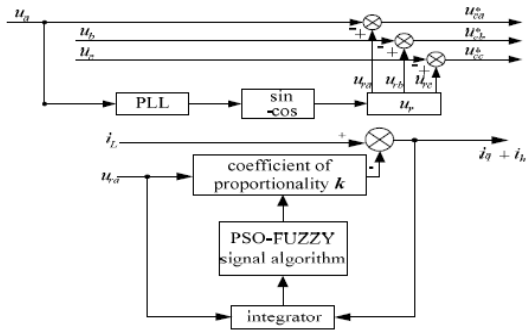 u_a u*_ca
u_b u*_cb
u_c u*_cc
- + - + - +
u_ra u_rb u_rc
PLL sin -cos u_r
i_L + i_q + i_h
-
u_ra coefficient of
proportionality k
PSO-FUZZY
signal algorithm
integrator